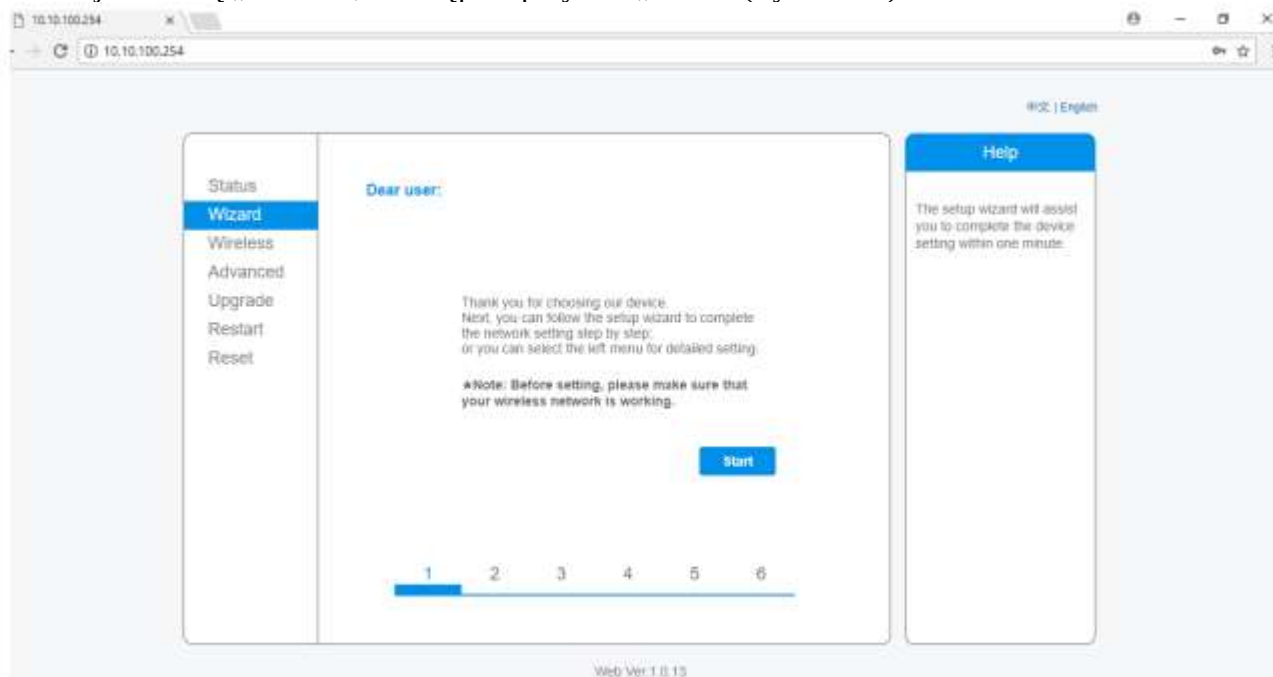 10.10.100.254
10.10.100.254
中文 | English
Help
Status
Wizard
Wireless
Advanced
Upgrade
Restart
Reset
Dear user:
The setup wizard will assist
you to complete the device
setting within one minute.
Thank you for choosing our device.
Next, you can follow the setup wizard to complete
the network setting step by step;
or you can select the left menu for detailed setting.
★Note: Before setting, please make sure that
your wireless network is working.
Start
1 2 3 4 5 6
Web Ver:1.0.15